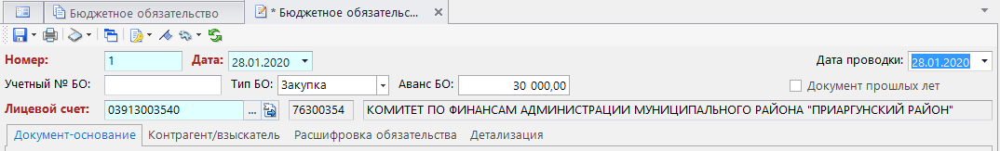 Бюджетное обязательство * Бюджетное обязательс...
Номер: 1 Дата: 28.01.2020 Дата проводки: 28.01.2020
Учетный № БО: Тип БО: Закупка Аванс БО: 30 000,00 Документ прошлых лет
Лицевой счет: 03913003540 ... 76300354 КОМИТЕТ ПО ФИНАНСАМ АДМИНИСТРАЦИИ МУНИЦИПАЛЬНОГО РАЙОНА "ПРИАРГУНСКИЙ РАЙОН"
Документ-основание Контрагент/взыскатель Расшифровка обязательства Детализация